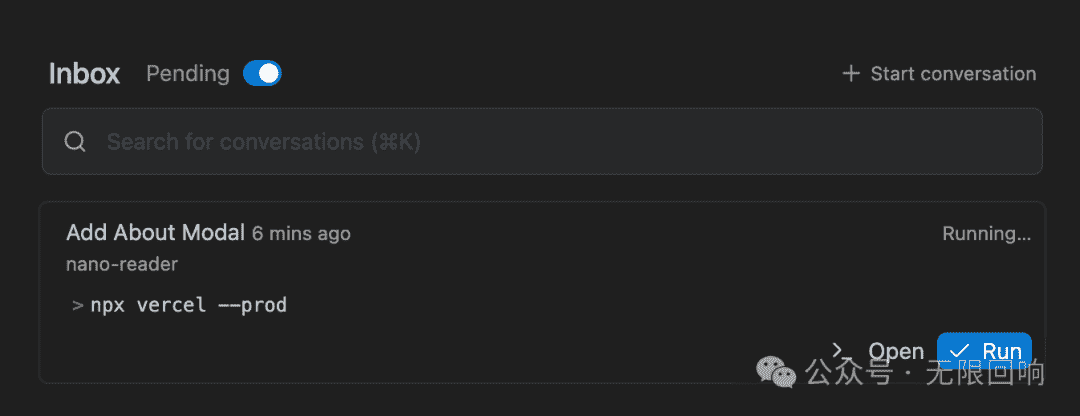 Inbox Pending + Start conversation
Search for conversations (⌘K)
Add About Modal 6 mins ago Running...
nano-reader
> npx vercel --prod
>_ Open ✓ Run
公众号 · 无限回响